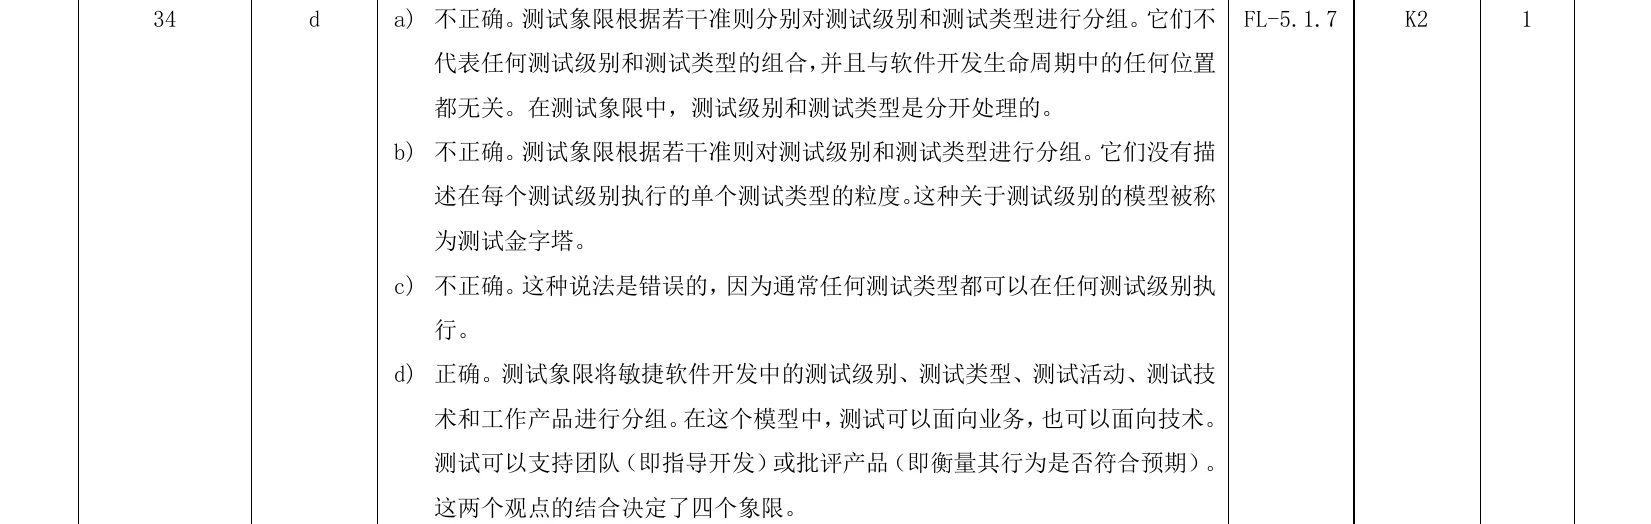 34 d a) 不正确。测试象限根据若干准则分别对测试级别和测试类型进行分组。它们不 FL-5.1.7 K2 1
代表任何测试级别和测试类型的组合，并且与软件开发生命周期中的任何位置
都无关。在测试象限中，测试级别和测试类型是分开处理的。
b) 不正确。测试象限根据若干准则对测试级别和测试类型进行分组。它们没有描
述在每个测试级别执行的单个测试类型的粒度。这种关于测试级别的模型被称
为测试金字塔。
c) 不正确。这种说法是错误的，因为通常任何测试类型都可以在任何测试级别执
行。
d) 正确。测试象限将敏捷软件开发中的测试级别、测试类型、测试活动、测试技
术和工作产品进行分组。在这个模型中，测试可以面向业务，也可以面向技术。
测试可以支持团队（即指导开发）或批评产品（即衡量其行为是否符合预期）。
这两个观点的结合决定了四个象限。